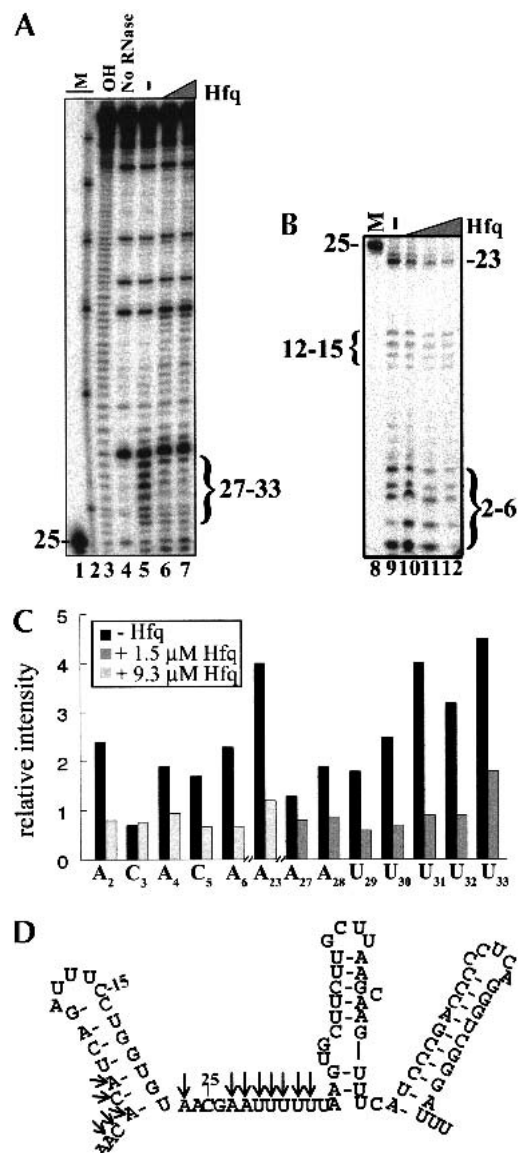 A
M OH No RNase - Hfq
27-33
25-
1 2 3 4 5 6 7
B
M - Hfq
25- -23
12-15
2-6
8 9 10 11 12
C
relative intensity
5
4
3
2
1
0
- Hfq
+ 1.5 μM Hfq
+ 9.3 μM Hfq
A2 C3 A4 C5 A6 A23 A27 A28 U29 U30 U31 U32 U33
D
-15
25
AACGAAUUUUUUA